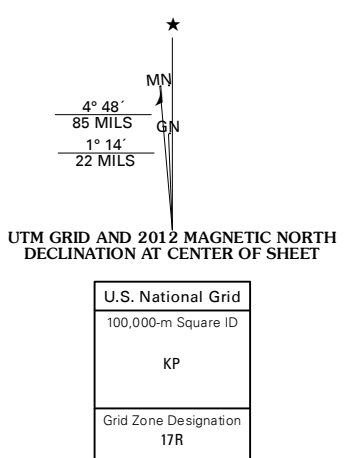 ★
MN
4° 48´
85 MILS
GN
1° 14´
22 MILS
UTM GRID AND 2012 MAGNETIC NORTH
DECLINATION AT CENTER OF SHEET
U.S. National Grid
100,000-m Square ID
KP
Grid Zone Designation
17R